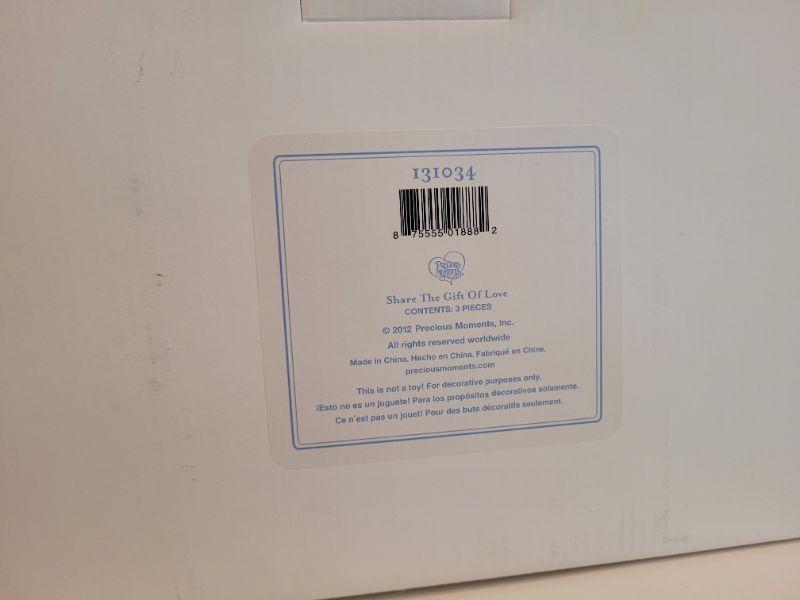 131034
8 75555 01888 2
Precious Moments
Share The Gift Of Love
CONTENTS: 3 PIECES
© 2012 Precious Moments, Inc.
All rights reserved worldwide
Made in China. Hecho en China. Fabriqué en Chine.
preciousmoments.com
This is not a toy! For decorative purposes only.
¡Esto no es un juguete! Para los propósitos decorativos solamente.
Ce n'est pas un jouet! Pour des buts décoratifs seulement.